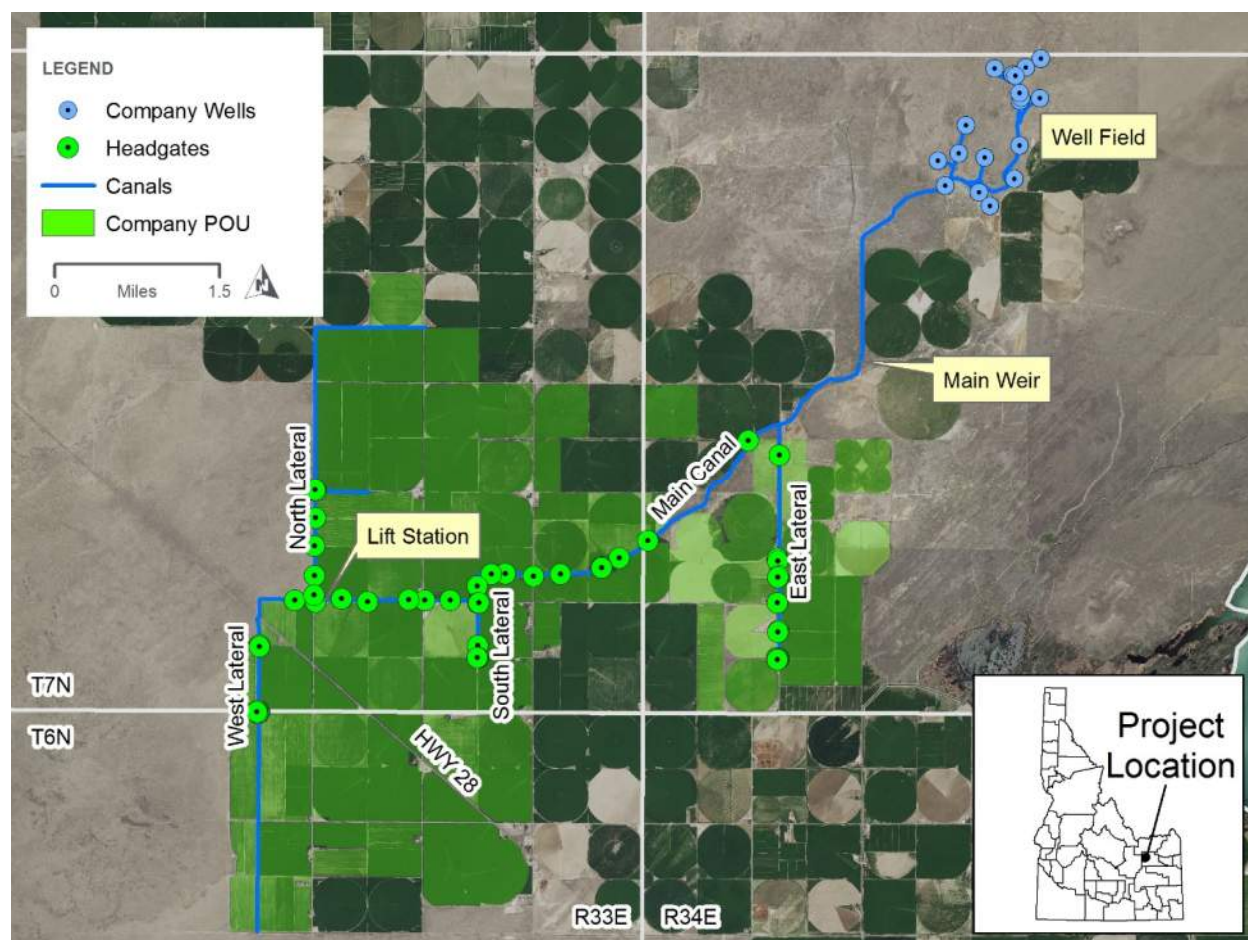 LEGEND
Company Wells
Headgates
Canals
Company POU
0 Miles 1.5
N
Well Field
Main Weir
Main Canal
North Lateral
Lift Station
East Lateral
South Lateral
West Lateral
T7N
T6N
HWY 28
R33E
R34E
Project
Location